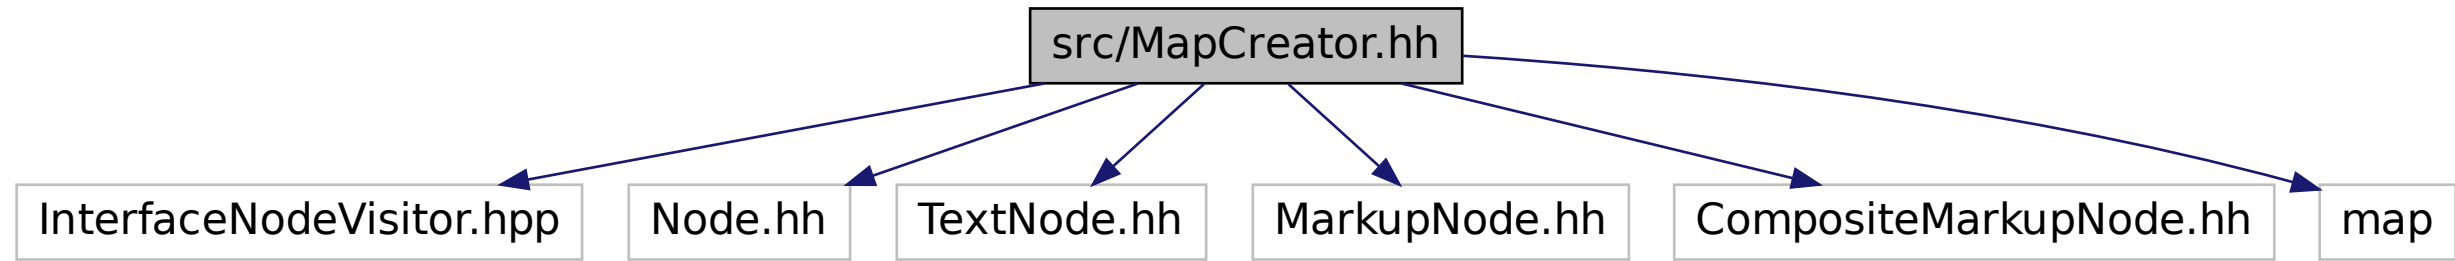 src/MapCreator.hh
InterfaceNodeVisitor.hpp
Node.hh
TextNode.hh
MarkupNode.hh
CompositeMarkupNode.hh
map